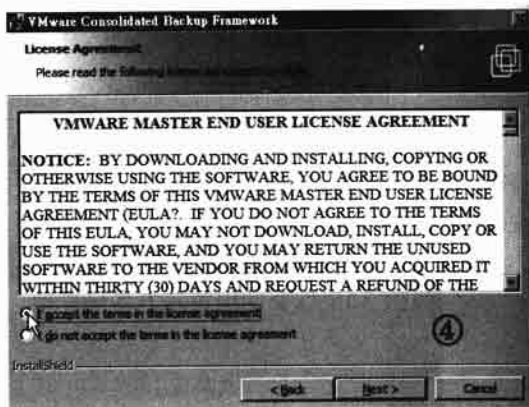 VMware Consolidated Backup Framework
License Agreement
Please read the following license agreement carefully.
VMWARE MASTER END USER LICENSE AGREEMENT
NOTICE: BY DOWNLOADING AND INSTALLING, COPYING OR
OTHERWISE USING THE SOFTWARE, YOU AGREE TO BE BOUND
BY THE TERMS OF THIS VMWARE MASTER END USER LICENSE
AGREEMENT (EULA?. IF YOU DO NOT AGREE TO THE TERMS
OF THIS EULA, YOU MAY NOT DOWNLOAD, INSTALL, COPY OR
USE THE SOFTWARE, AND YOU MAY RETURN THE UNUSED
SOFTWARE TO THE VENDOR FROM WHICH YOU ACQUIRED IT
WITHIN THIRTY (30) DAYS AND REQUEST A REFUND OF THE
I accept the terms in the license agreement
I do not accept the terms in the license agreement
④
InstallShield
< Back
Next >
Cancel